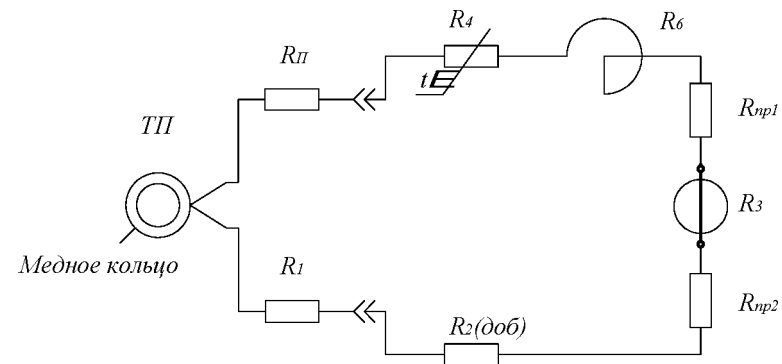 R4
R6
RП
Rпр1
ТП
R3
Медное кольцо
R1
Rпр2
R2(доб)
t